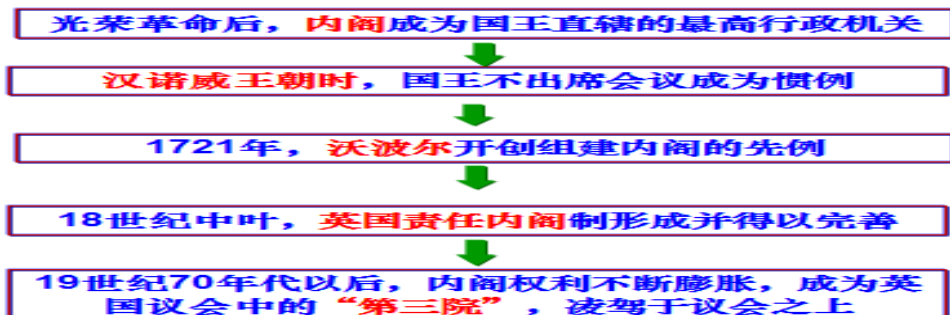 光荣革命后，内阁成为国王直辖的最高行政机关
汉诺威王朝时，国王不出席会议成为惯例
1721年，沃波尔开创组建内阁的先例
18世纪中叶，英国责任内阁制形成并得以完善
19世纪70年代以后，内阁权利不断膨胀，成为英
国议会中的“第三院”，凌驾于议会之上